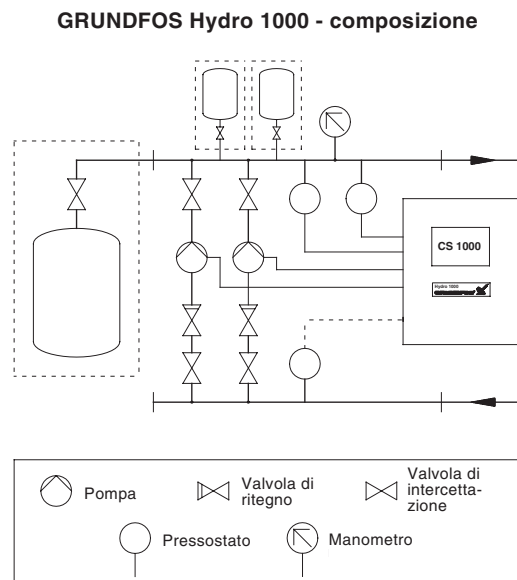 GRUNDFOS Hydro 1000 - composizione
CS 1000
Hydro 1000
Pompa
Valvola di
ritegno
Valvola di
intercetta-
zione
Pressostato
Manometro